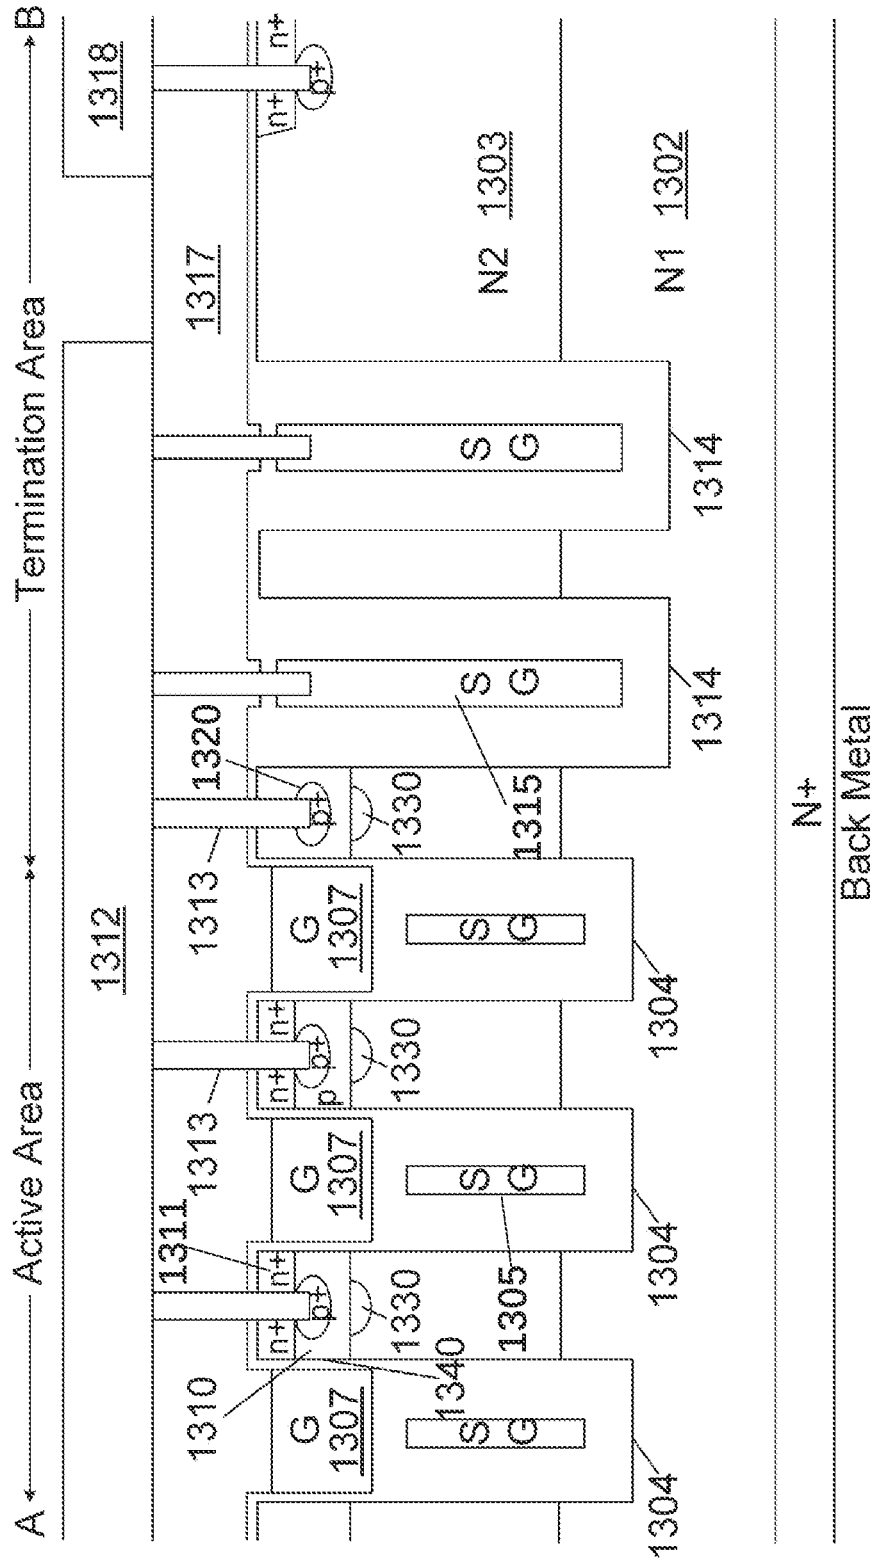 A
Active Area
Termination Area
B
1312
1318
1317
1311
1313
1313
1320
1310
n+
n+
p+
n+
n+
p+
p
p+
n+
n+
p+
G
1307
G
1307
G
1307
1340
1330
1330
1330
S
G
S
G
S
G
S
G
S
G
1305
1315
N2
1303
N1
1302
1304
1304
1304
1314
1314
N+
Back Metal